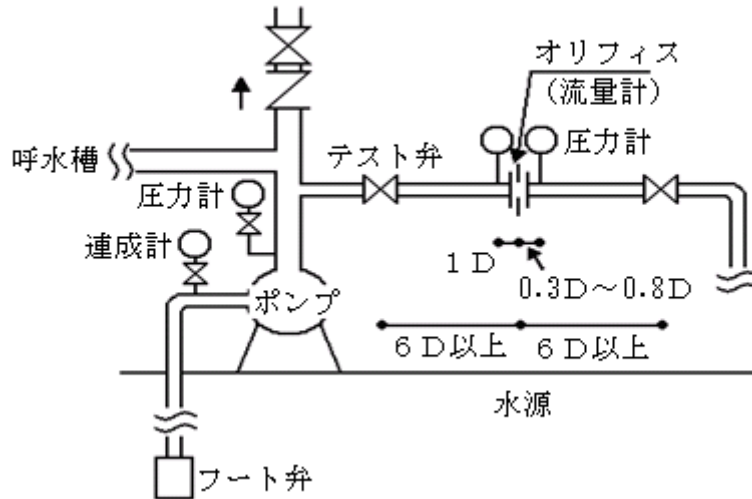 オリフィス
(流量計)
呼水槽
テスト弁
圧力計
圧力計
連成計
1D
0.3D~0.8D
ポンプ
6D以上
6D以上
水源
フート弁